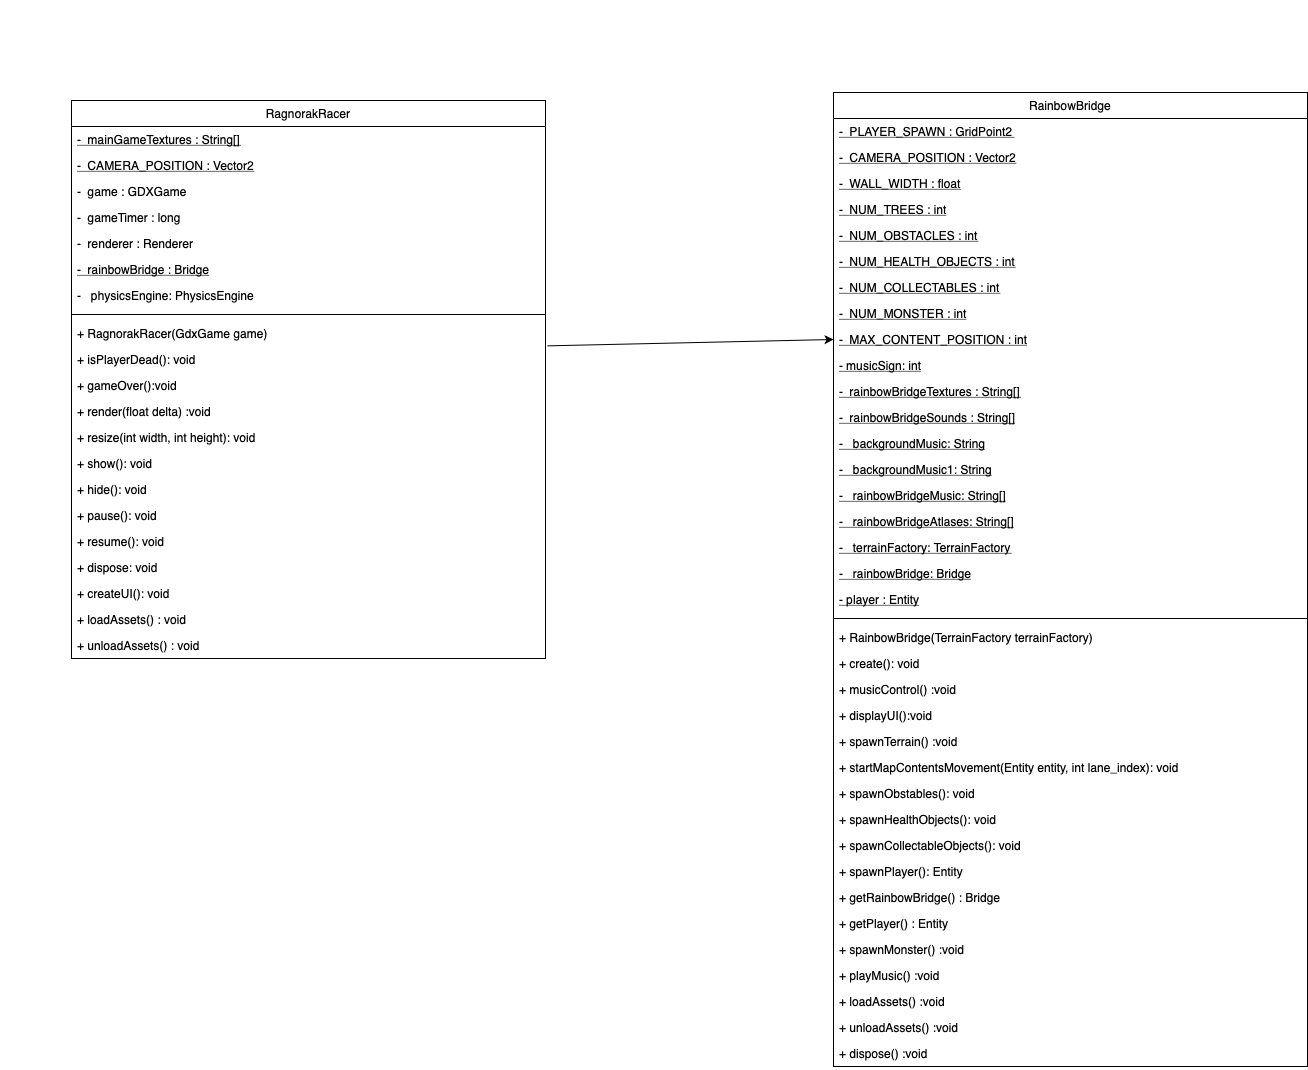 RagnorakRacer
- mainGameTextures : String[]
- CAMERA_POSITION : Vector2
- game : GDXGame
- gameTimer : long
- renderer : Renderer
- rainbowBridge : Bridge
- physicsEngine: PhysicsEngine
+ RagnorakRacer(GdxGame game)
+ isPlayerDead(): void
+ gameOver():void
+ render(float delta) :void
+ resize(int width, int height): void
+ show(): void
+ hide(): void
+ pause(): void
+ resume(): void
+ dispose: void
+ createUI(): void
+ loadAssets() : void
+ unloadAssets() : void
RainbowBridge
- PLAYER_SPAWN : GridPoint2
- CAMERA_POSITION : Vector2
- WALL_WIDTH : float
- NUM_TREES : int
- NUM_OBSTACLES : int
- NUM_HEALTH_OBJECTS : int
- NUM_COLLECTABLES : int
- NUM_MONSTER : int
- MAX_CONTENT_POSITION : int
- musicSign: int
- rainbowBridgeTextures : String[]
- rainbowBridgeSounds : String[]
- backgroundMusic: String
- backgroundMusic1: String
- rainbowBridgeMusic: String[]
- rainbowBridgeAtlases: String[]
- terrainFactory: TerrainFactory
- rainbowBridge: Bridge
- player : Entity
+ RainbowBridge(TerrainFactory terrainFactory)
+ create(): void
+ musicControl() :void
+ displayUI():void
+ spawnTerrain() :void
+ startMapContentsMovement(Entity entity, int lane_index): void
+ spawnObstables(): void
+ spawnHealthObjects(): void
+ spawnCollectableObjects(): void
+ spawnPlayer(): Entity
+ getRainbowBridge() : Bridge
+ getPlayer() : Entity
+ spawnMonster() :void
+ playMusic() :void
+ loadAssets() :void
+ unloadAssets() :void
+ dispose() :void